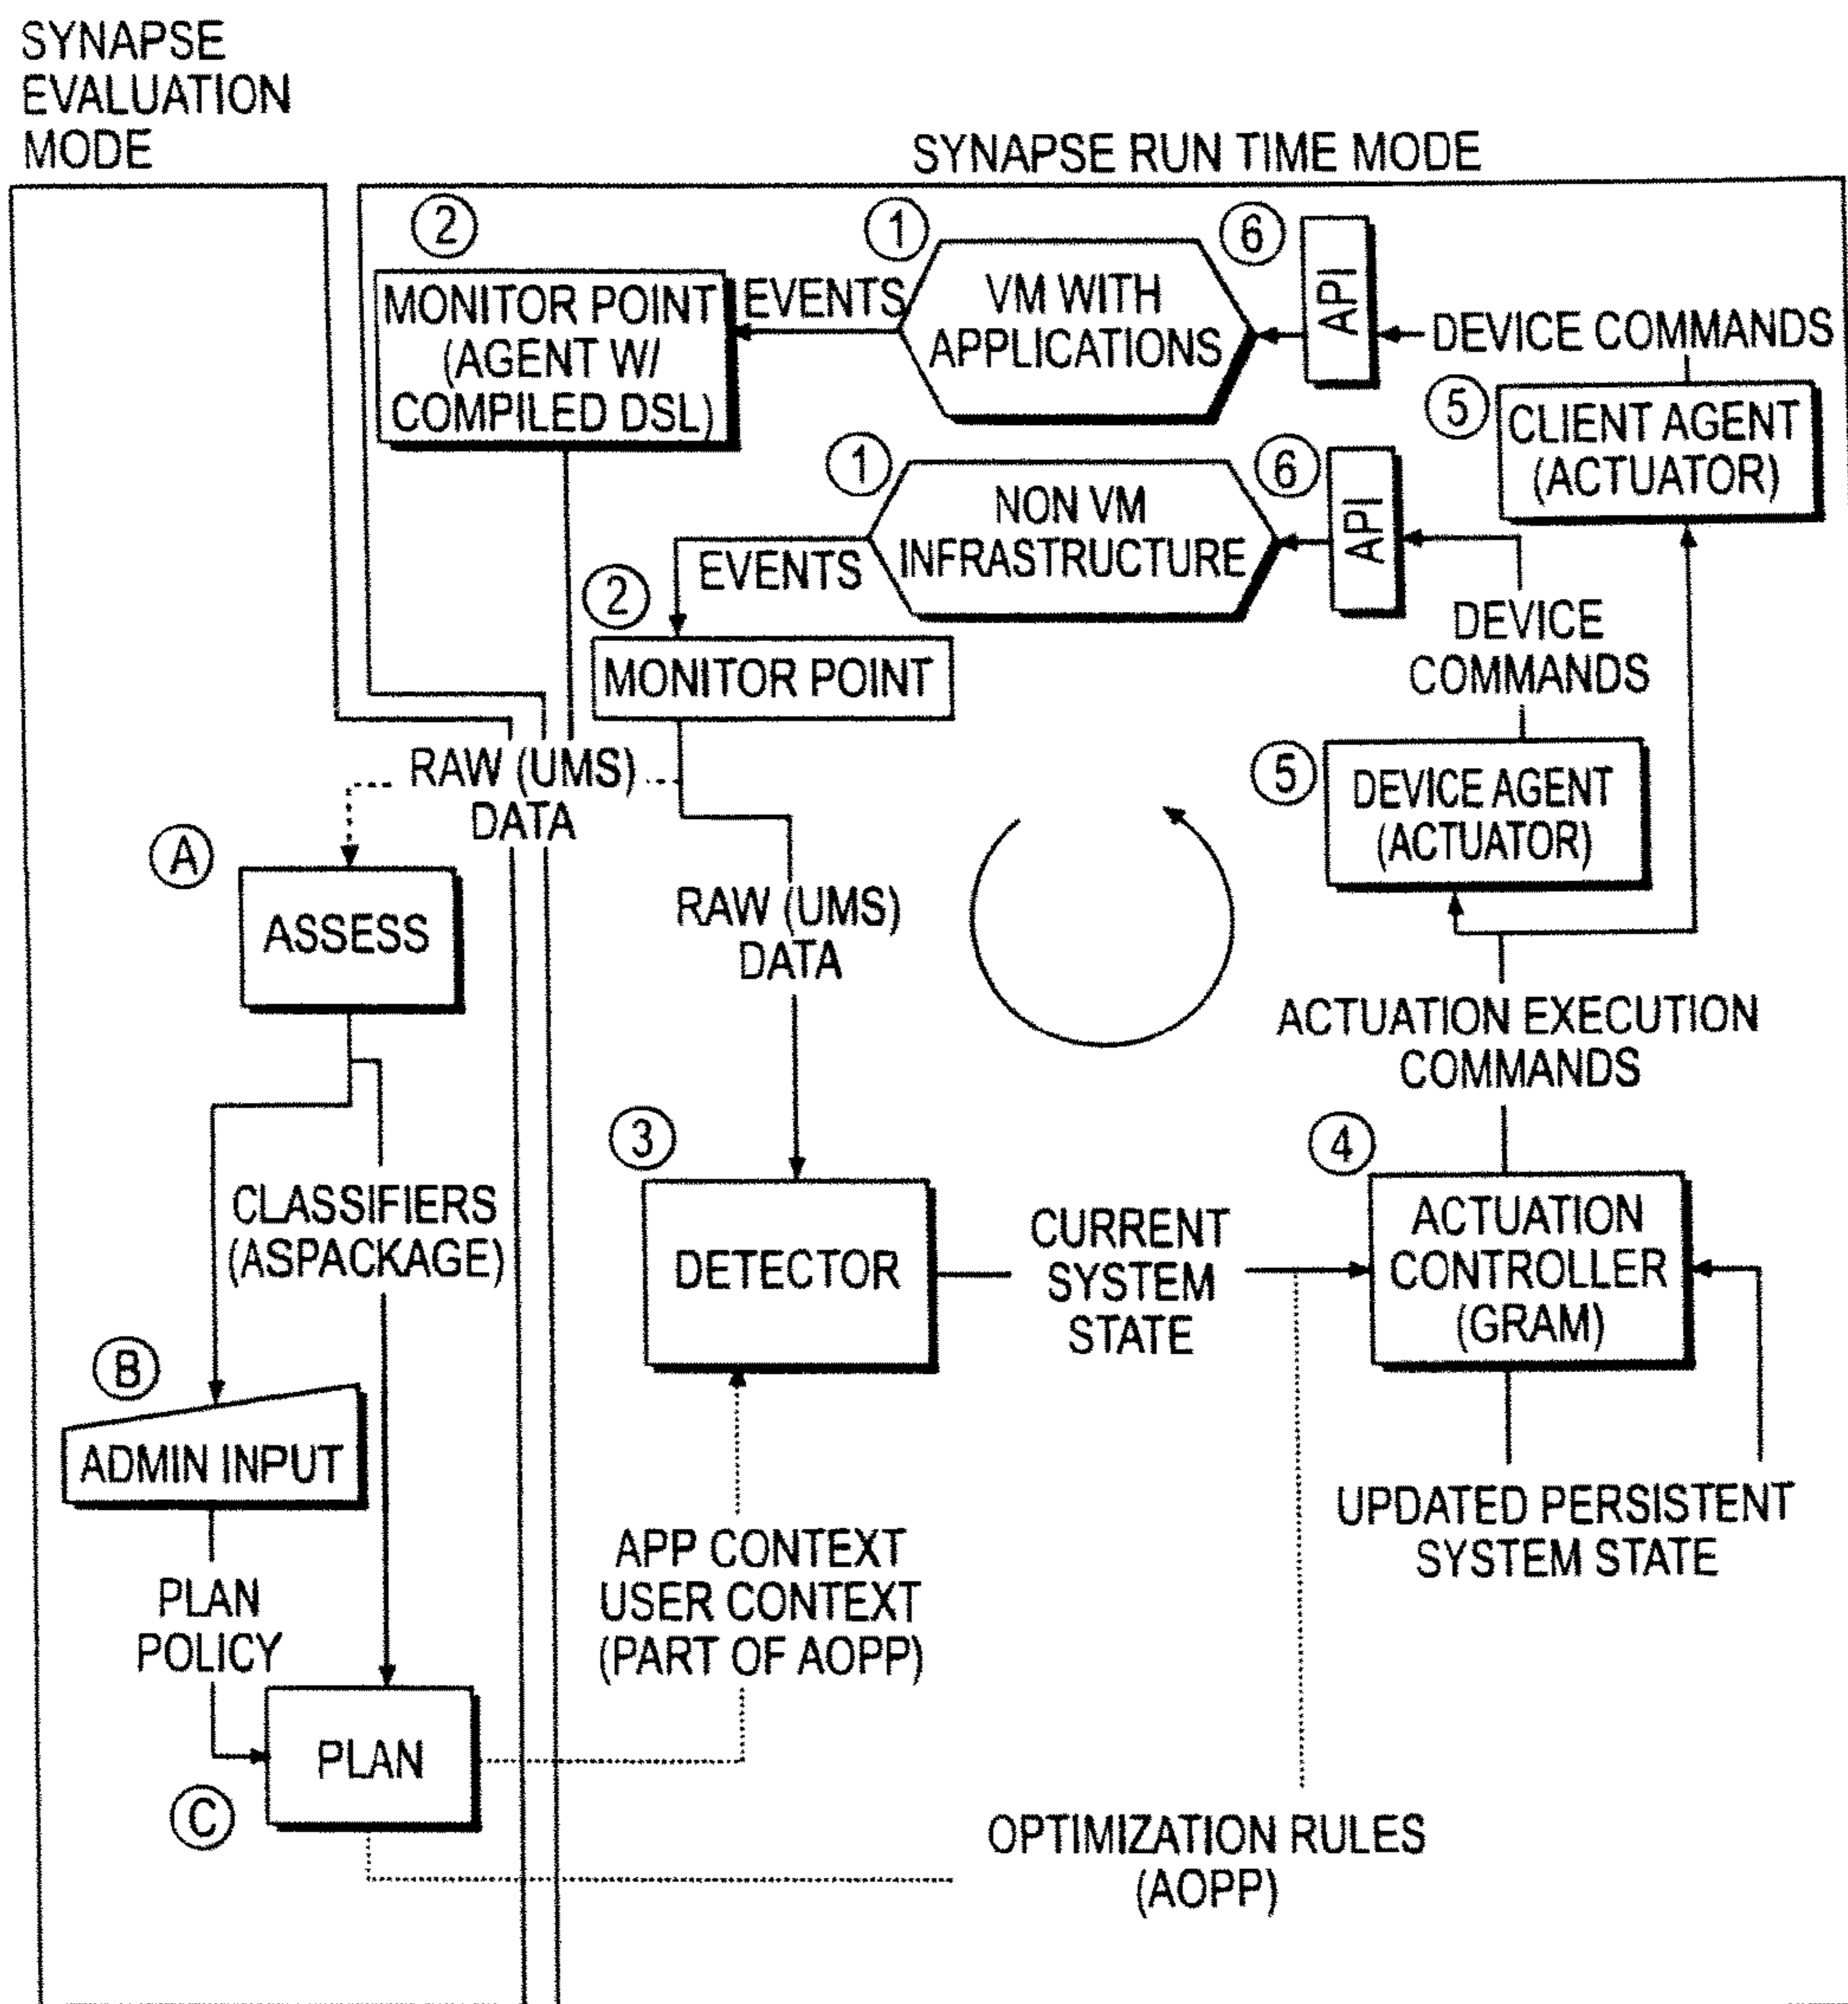 SYNAPSE
EVALUATION
MODE
SYNAPSE RUN TIME MODE
2
1
6
MONITOR POINT
(AGENT W/
COMPILED DSL)
EVENTS
VM WITH
APPLICATIONS
API
DEVICE COMMANDS
5
CLIENT AGENT
(ACTUATOR)
1
6
NON VM
INFRASTRUCTURE
API
EVENTS
2
MONITOR POINT
DEVICE
COMMANDS
RAW (UMS)
DATA
5
DEVICE AGENT
(ACTUATOR)
A
ASSESS
RAW (UMS)
DATA
ACTUATION EXECUTION
COMMANDS
3
4
CLASSIFIERS
(ASPACKAGE)
DETECTOR
CURRENT
SYSTEM
STATE
ACTUATION
CONTROLLER
(GRAM)
B
ADMIN INPUT
UPDATED PERSISTENT
SYSTEM STATE
PLAN
POLICY
APP CONTEXT
USER CONTEXT
(PART OF AOPP)
PLAN
C
OPTIMIZATION RULES
(AOPP)